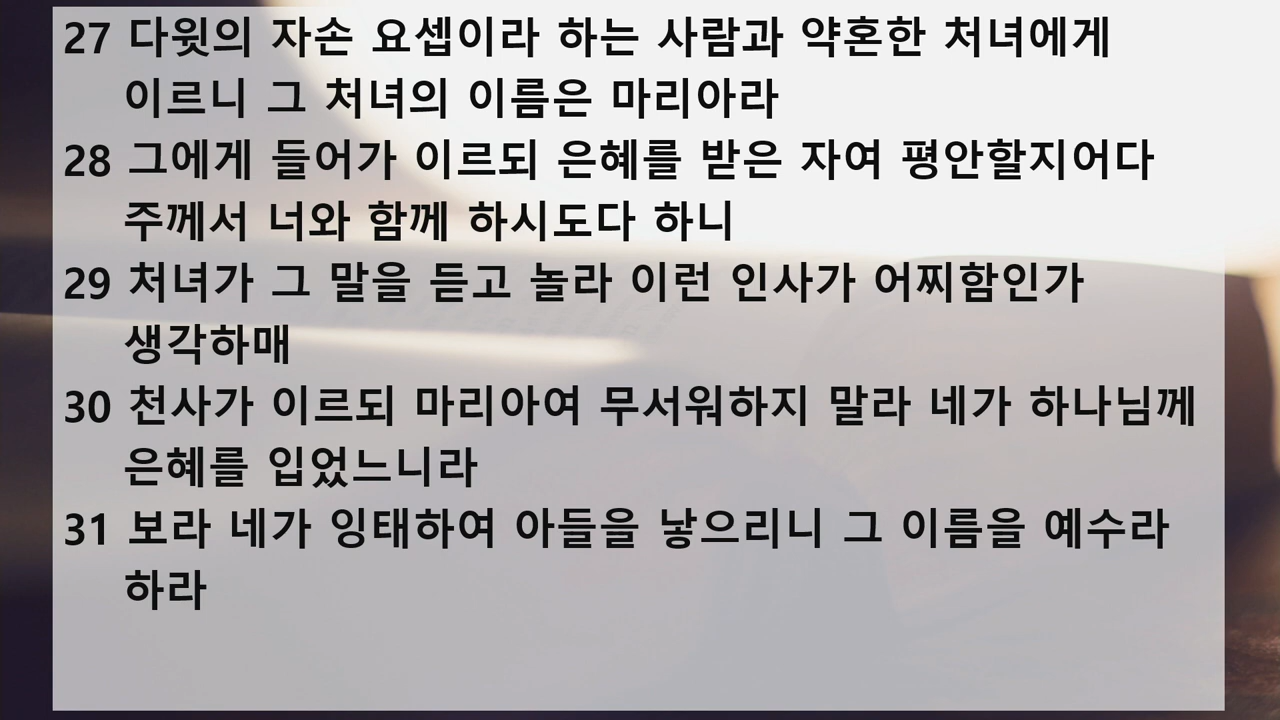 27 다윗의 자손 요셉이라 하는 사람과 약혼한 처녀에게
이르니 그 처녀의 이름은 마리아라
28 그에게 들어가 이르되 은혜를 받은 자여 평안할지어다
주께서 너와 함께 하시도다 하니
29 처녀가 그 말을 듣고 놀라 이런 인사가 어찌함인가
생각하매
30 천사가 이르되 마리아여 무서워하지 말라 네가 하나님께
은혜를 입었느니라
31 보라 네가 잉태하여 아들을 낳으리니 그 이름을 예수라
하라